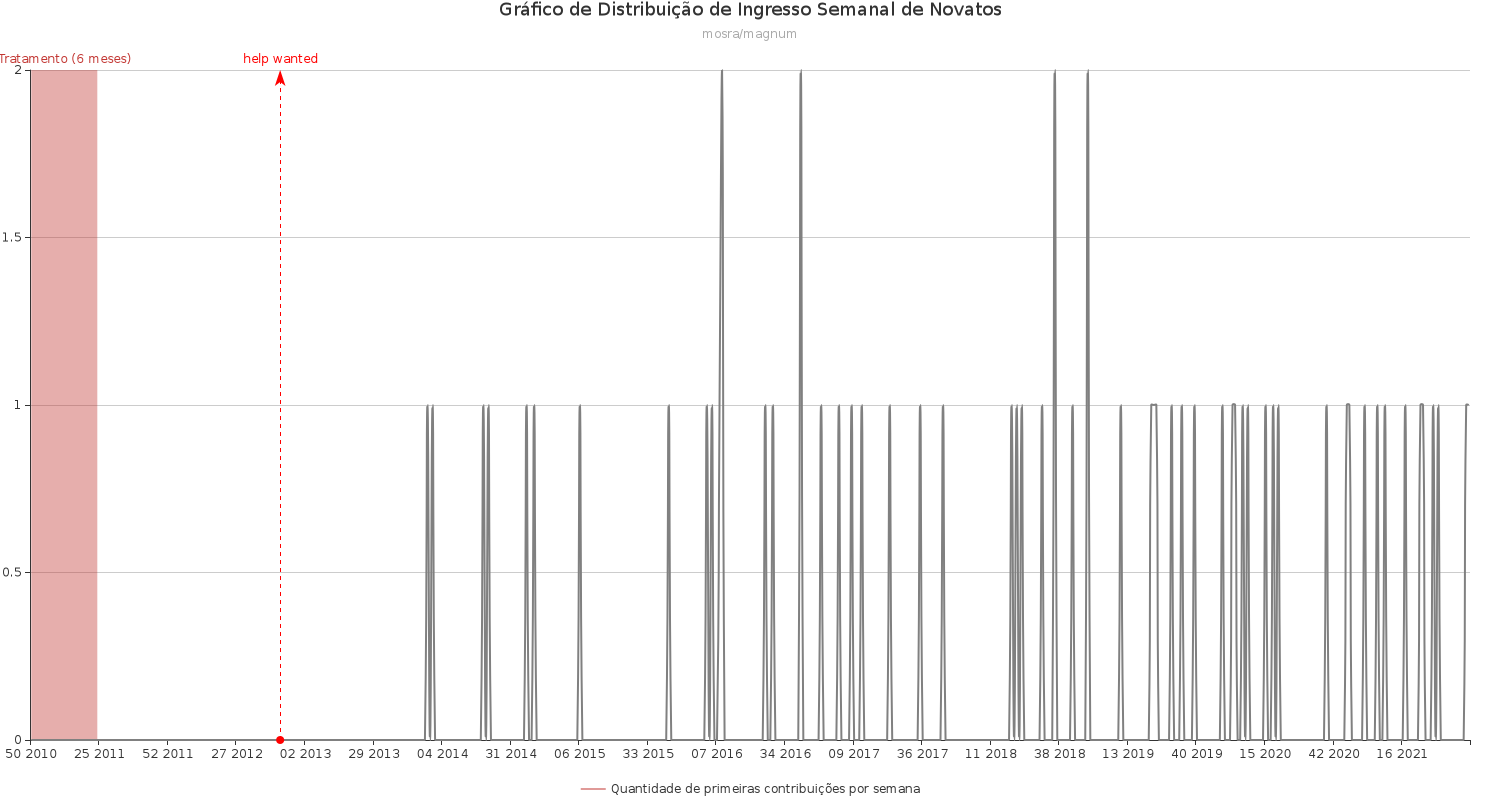 Gráfico de Distribuição de Ingresso Semanal de Novatos
mosra/magnum
Tratamento (6 meses)
help wanted
2
1.5
1
0.5
0
50 2010 25 2011 52 2011 27 2012 02 2013 29 2013 04 2014 31 2014 06 2015 33 2015 07 2016 34 2016 09 2017 36 2017 11 2018 38 2018 13 2019 40 2019 15 2020 42 2020 16 2021
Quantidade de primeiras contribuições por semana